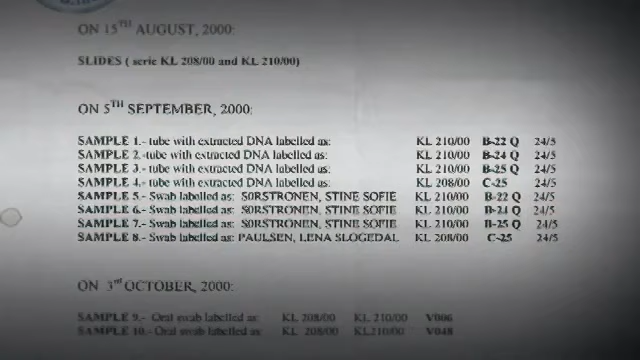 ON 15TH AUGUST, 2000:
SLIDES ( serie KL 208/00 and KL 210/00)
ON 5TH SEPTEMBER, 2000:
SAMPLE 1.- tube with extracted DNA labelled as: KL 210/00 B-22 Q 24/5
SAMPLE 2.-tube with extracted DNA labelled as: KL 210/00 B-24 Q 24/5
SAMPLE 3.- tube with extracted DNA labelled as: KL 210/00 B-25 Q 24/5
SAMPLE 4.- tube with extracted DNA labelled as: KL 208/00 C-25 24/5
SAMPLE 5.- Swab labelled as: SØRSTRONEN, STINE SOFIE KL 210/00 B-22 Q 24/5
SAMPLE 6.- Swab labelled as: SØRSTRONEN, STINE SOFIE KL 210/00 B-24 Q 24/5
SAMPLE 7.- Swab labelled as: SØRSTRONEN, STINE SOFIE KL 210/00 B-25 Q 24/5
SAMPLE 8.- Swab labelled as: PAULSEN, LENA SLOGEDAL KL 208/00 C-25 24/5
ON 3rd OCTOBER, 2000:
SAMPLE 9.- Oral swab labelled as: KL 208/00 KL 210/00 V006
SAMPLE 10.- Oral swab labelled as: KL 208/00 KL210/00 V048